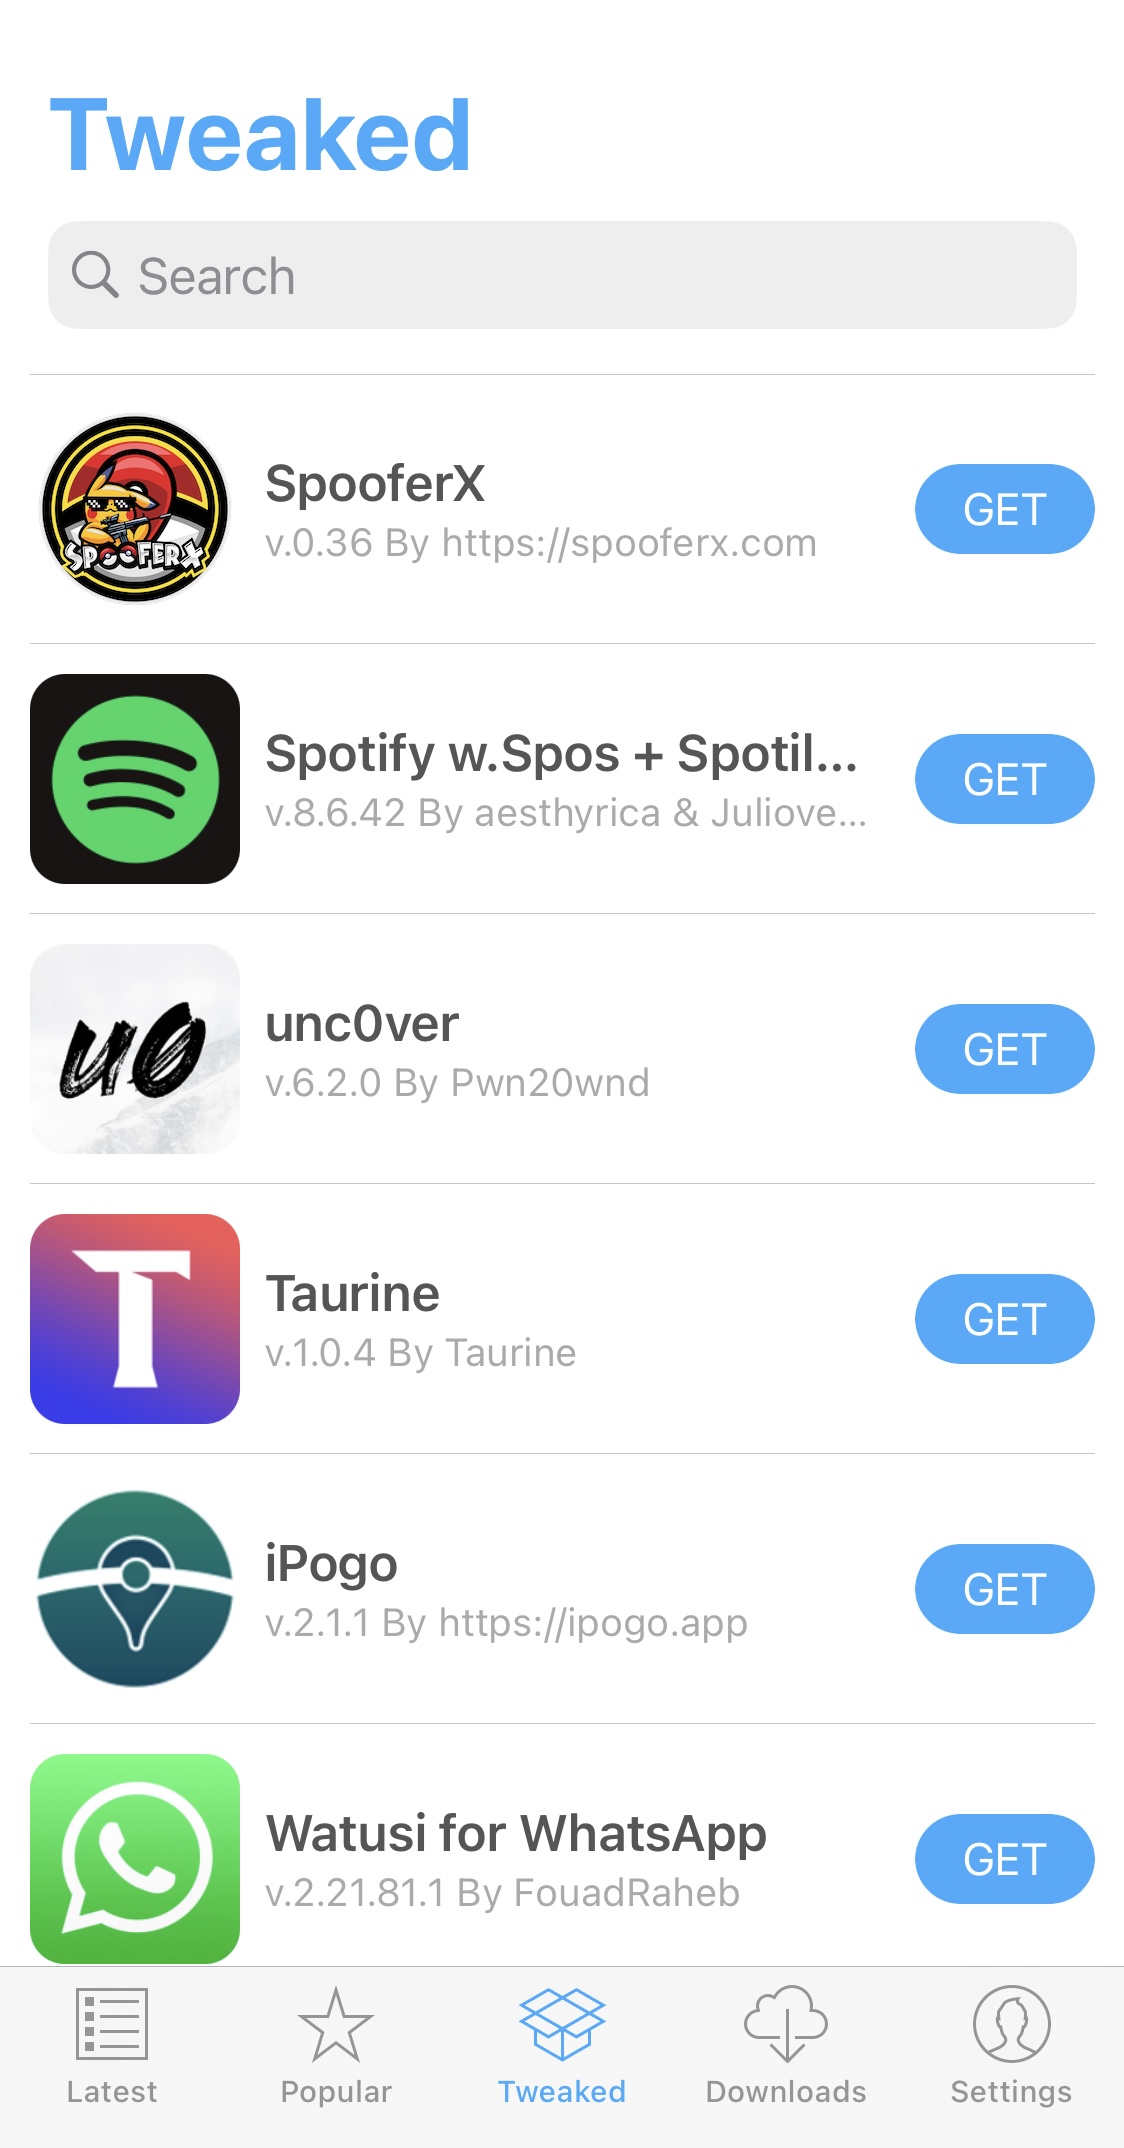 Tweaked
Search
SPOOFERX
SpooferX
v.0.36 By https://spooferx.com
GET
Spotify w.Spos + Spotil...
v.8.6.42 By aesthyrica & Juliove...
GET
u0
unc0ver
v.6.2.0 By Pwn20wnd
GET
T
Taurine
v.1.0.4 By Taurine
GET
iPogo
v.2.1.1 By https://ipogo.app
GET
Watusi for WhatsApp
v.2.21.81.1 By FouadRaheb
GET
Latest
Popular
Tweaked
Downloads
Settings